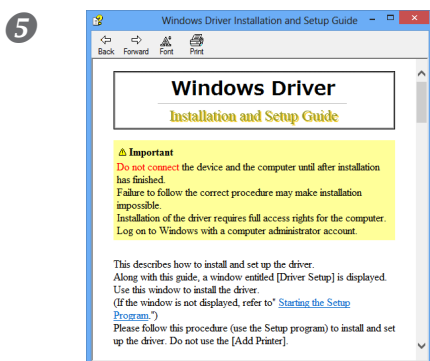 5
Windows Driver Installation and Setup Guide
Back Forward Font Print
Windows Driver
Installation and Setup Guide
⚠ Important
Do not connect the device and the computer until after installation
has finished.
Failure to follow the correct procedure may make installation
impossible.
Installation of the driver requires full access rights for the computer.
Log on to Windows with a computer administrator account.
This describes how to install and set up the driver.
Along with this guide, a window entitled [Driver Setup] is displayed.
Use this window to install the driver.
(If the window is not displayed, refer to" Starting the Setup
Program.")
Please follow this procedure (use the Setup program) to install and set
up the driver. Do not use the [Add Printer].